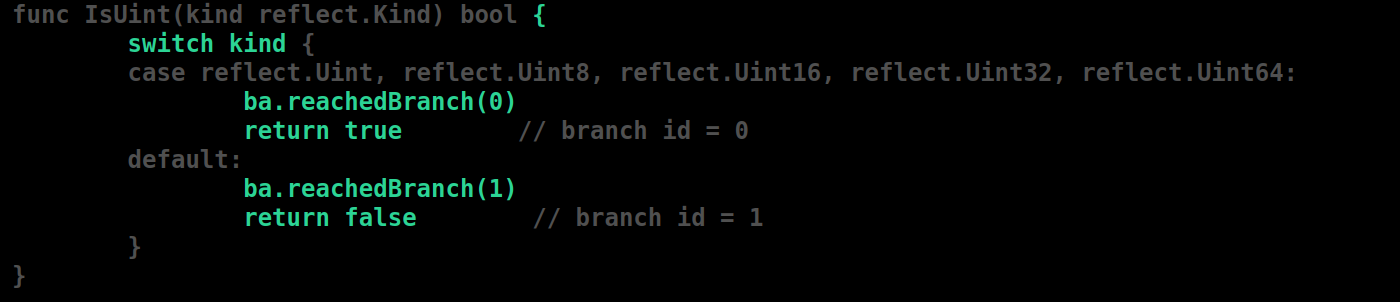 func IsUint(kind reflect.Kind) bool {
switch kind {
case reflect.Uint, reflect.Uint8, reflect.Uint16, reflect.Uint32, reflect.Uint64:
ba.reachedBranch(0)
return true // branch id = 0
default:
ba.reachedBranch(1)
return false // branch id = 1
}
}